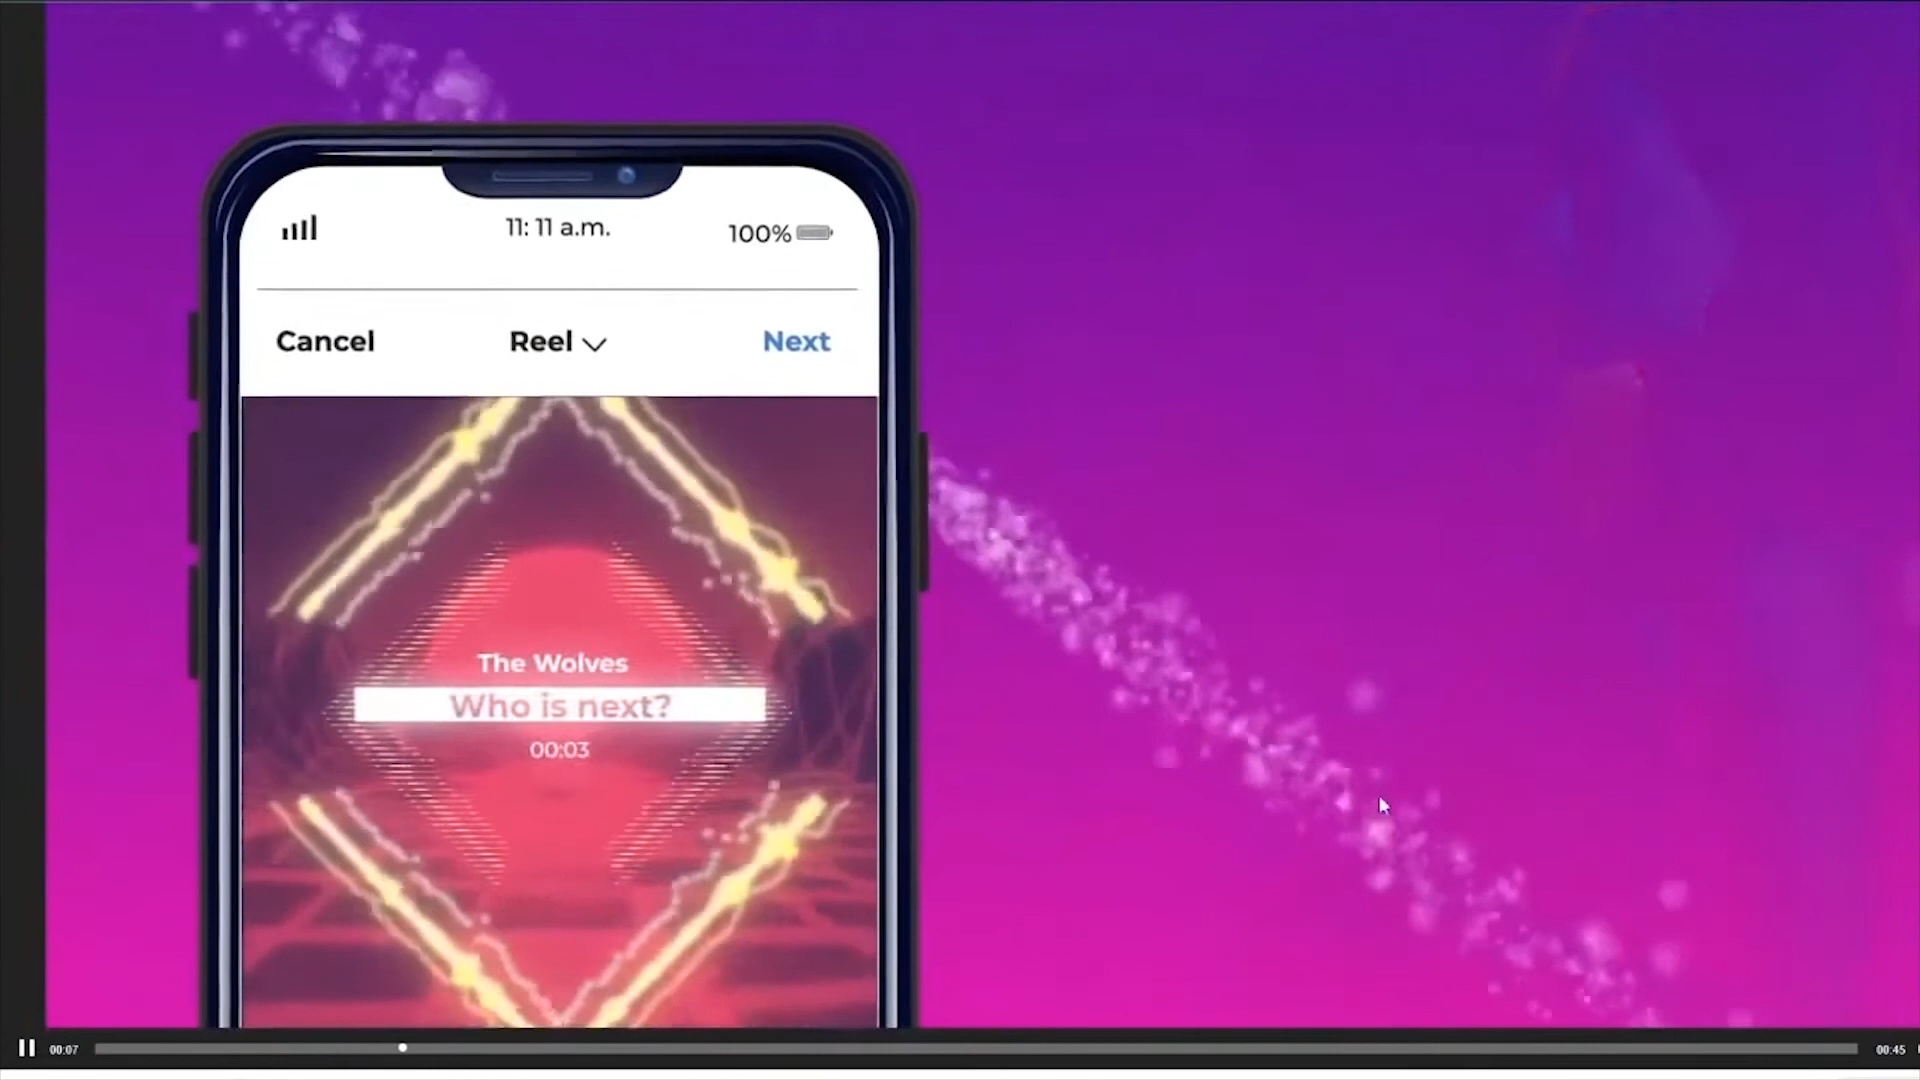 11: 11 a.m.
100%
Cancel
Reel
Next
The Wolves
Who is next?
00:03
00:07
00:45